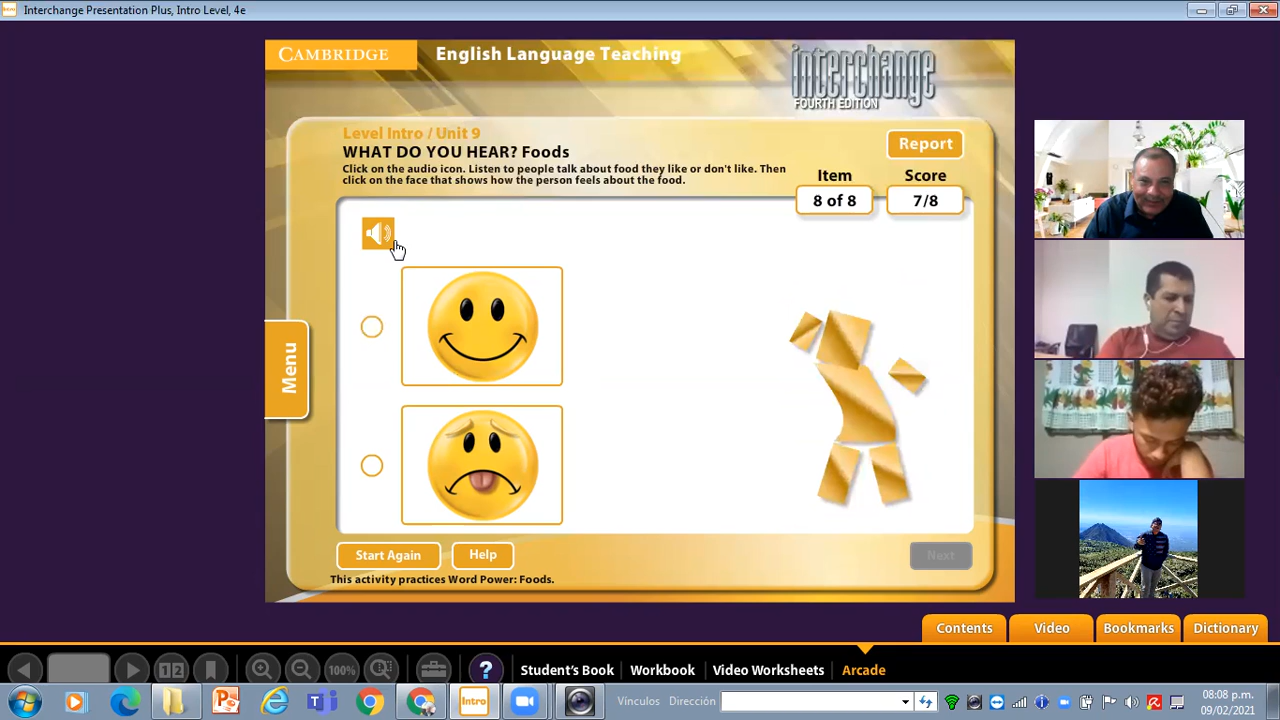 Interchange Presentation Plus, Intro Level, 4e
CAMBRIDGE
English Language Teaching
interchange
FOURTH EDITION
Level Intro / Unit 9
WHAT DO YOU HEAR? Foods
Click on the audio icon. Listen to people talk about food they like or don't like. Then
click on the face that shows how the person feels about the food.
Report
Item
Score
8 of 8
7/8
Menu
Start Again
Help
Next
This activity practices Word Power: Foods.
Contents
Video
Bookmarks
Dictionary
12
100%
?
Student's Book
Workbook
Video Worksheets
Arcade
Intro
Vínculos
Dirección
08:08 p.m.
09/02/2021